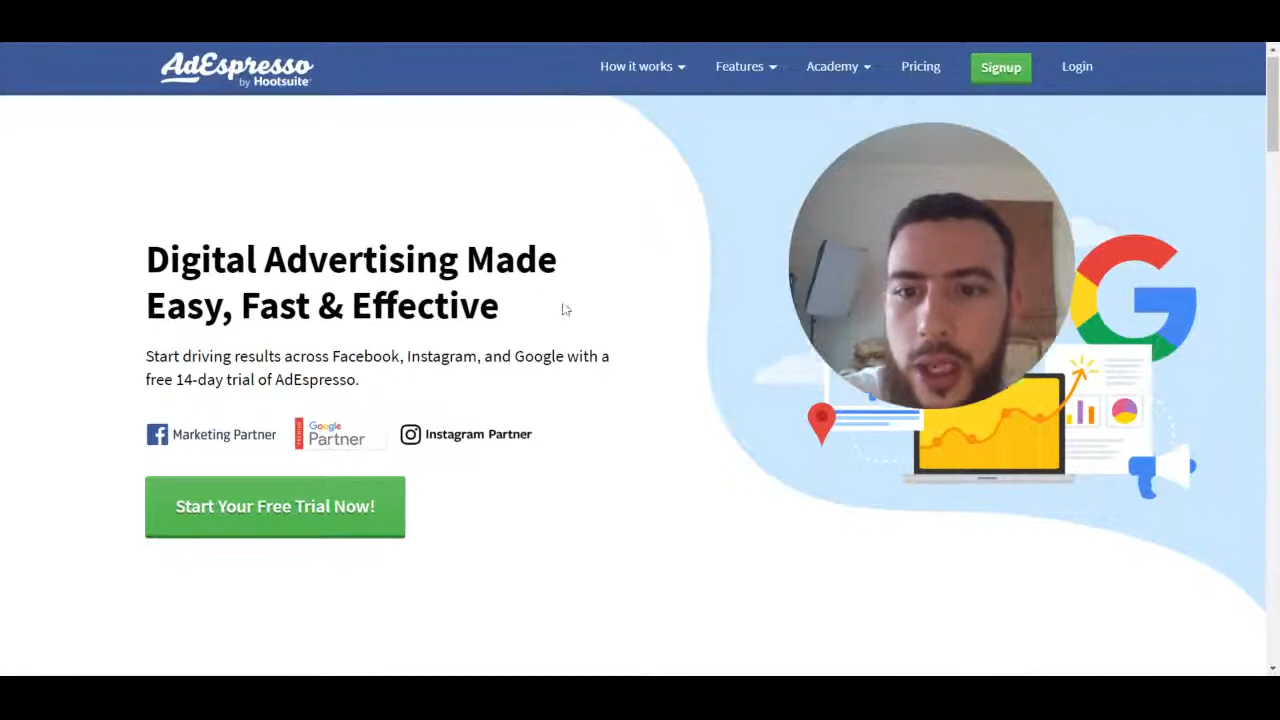 AdEspresso
by Hootsuite
How it works
Features
Academy
Pricing
Signup
Login
Digital Advertising Made
Easy, Fast & Effective
Start driving results across Facebook, Instagram, and Google with a
free 14-day trial of AdEspresso.
Marketing Partner
PREMIER
Google
Partner
Instagram Partner
Start Your Free Trial Now!